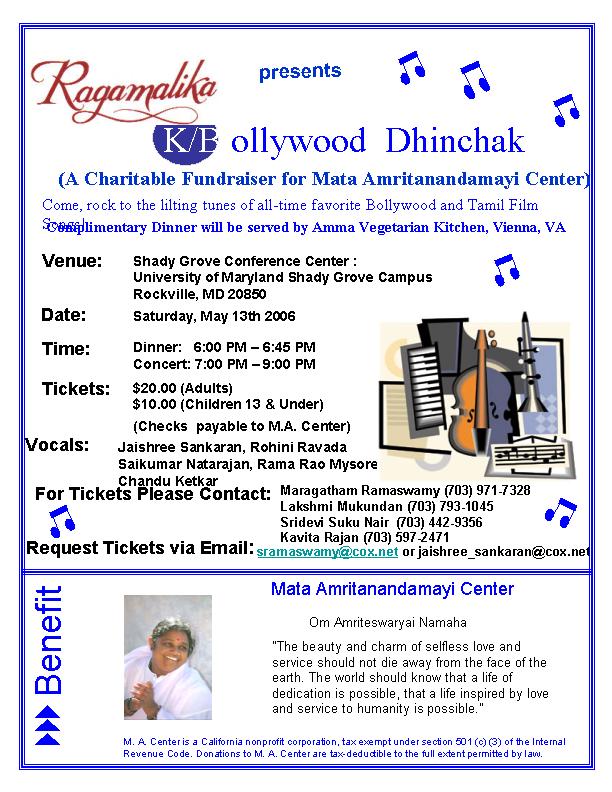 Ragamalika
presents
K/Bollywood Dhinchak
(A Charitable Fundraiser for Mata Amritanandamayi Center)
Come, rock to the lilting tunes of all-time favorite Bollywood and Tamil Film
Complimentary Dinner will be served by Amma Vegetarian Kitchen, Vienna, VA
Venue: Shady Grove Conference Center :
University of Maryland Shady Grove Campus
Rockville, MD 20850
Date: Saturday, May 13th 2006
Time: Dinner: 6:00 PM – 6:45 PM
Concert: 7:00 PM – 9:00 PM
Tickets: $20.00 (Adults)
$10.00 (Children 13 & Under)
(Checks payable to M.A. Center)
Vocals: Jaishree Sankaran, Rohini Ravada
Saikumar Natarajan, Rama Rao Mysore
Chandu Ketkar
For Tickets Please Contact: Maragatham Ramaswamy (703) 971-7328
Lakshmi Mukundan (703) 793-1045
Sridevi Suku Nair (703) 442-9356
Kavita Rajan (703) 597-2471
Request Tickets via Email: sramaswamy@cox.net or jaishree_sankaran@cox.net
Benefit
Mata Amritanandamayi Center
Om Amriteswaryai Namaha
"The beauty and charm of selfless love and
service should not die away from the face of the
earth. The world should know that a life of
dedication is possible, that a life inspired by love
and service to humanity is possible."
M. A. Center is a California nonprofit corporation, tax exempt under section 501 (c) (3) of the Internal
Revenue Code. Donations to M. A. Center are tax-deductible to the full extent permitted by law.